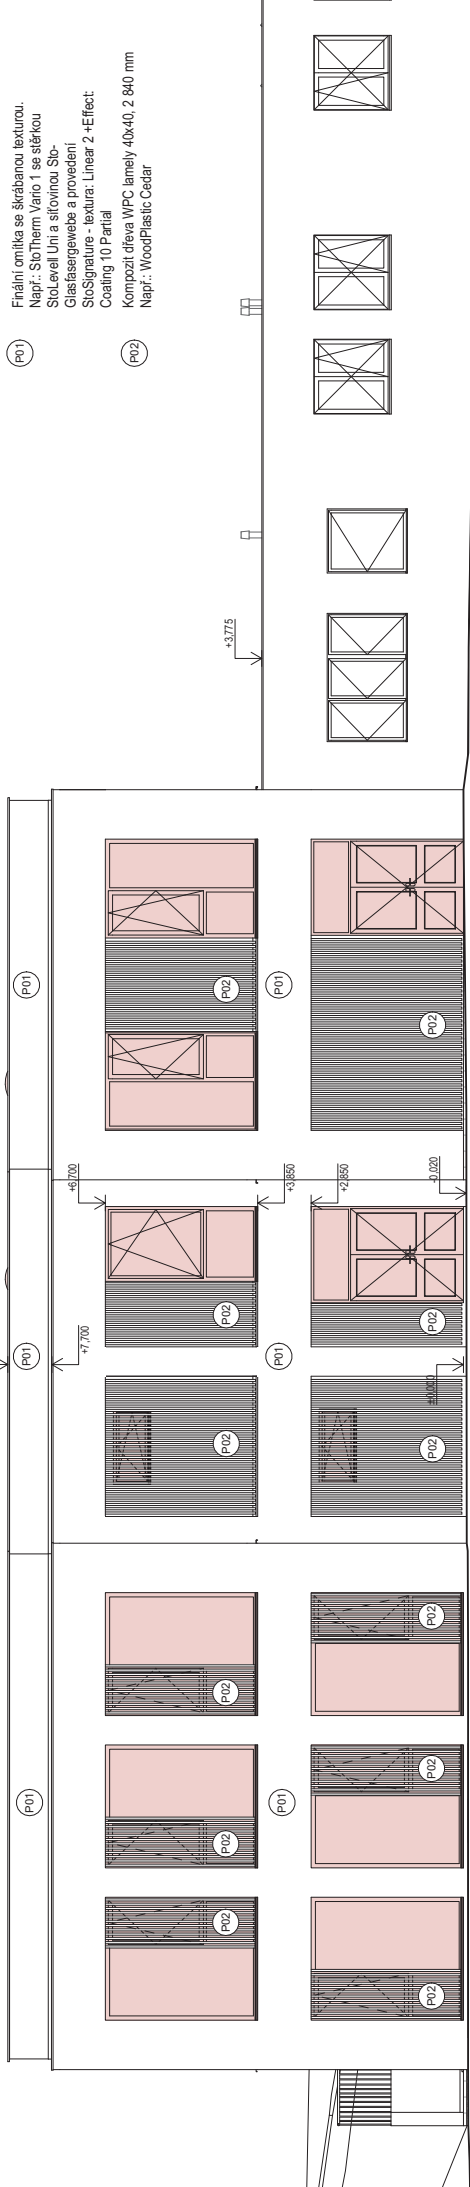 P01
Finální omítka se škrábanou texturou.
Např.: StoTherm Vario 1 se stěrkou
StoLevell Uni a síťovinou Sto-
Glasfasergewebe a provedení
StoSignature - textura: Linear 2 +Effect:
Coating 10 Partial
P02
Kompozit dřeva WPC lamely 40x40, 2 840 mm
Např.: WoodPlastic Cedar
P01
P01
P01
+7,700
+6,700
+3,775
P02
P02
P02
P02
P02
P02
P01
P01
P01
+3,850
+2,850
P02
P02
P02
P02
P02
P02
±0,000
-0,020